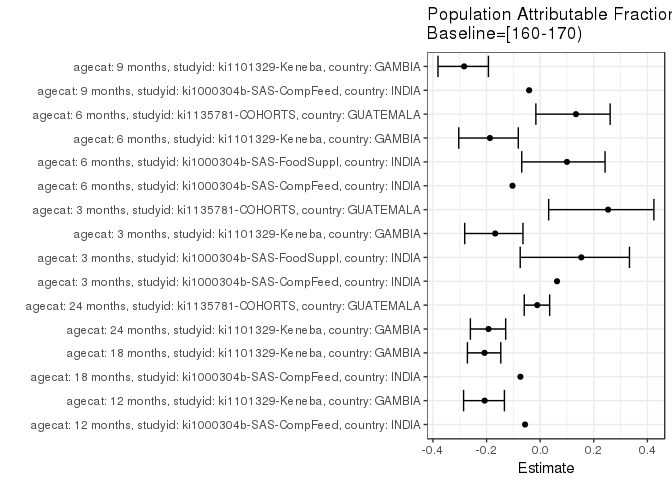 Population Attributable Fraction
Baseline=[160-170)
agecat: 9 months, studyid: ki1101329-Keneba, country: GAMBIA
agecat: 9 months, studyid: ki1000304b-SAS-CompFeed, country: INDIA
agecat: 6 months, studyid: ki1135781-COHORTS, country: GUATEMALA
agecat: 6 months, studyid: ki1101329-Keneba, country: GAMBIA
agecat: 6 months, studyid: ki1000304b-SAS-FoodSuppl, country: INDIA
agecat: 6 months, studyid: ki1000304b-SAS-CompFeed, country: INDIA
agecat: 3 months, studyid: ki1135781-COHORTS, country: GUATEMALA
agecat: 3 months, studyid: ki1101329-Keneba, country: GAMBIA
agecat: 3 months, studyid: ki1000304b-SAS-FoodSuppl, country: INDIA
agecat: 3 months, studyid: ki1000304b-SAS-CompFeed, country: INDIA
agecat: 24 months, studyid: ki1135781-COHORTS, country: GUATEMALA
agecat: 24 months, studyid: ki1101329-Keneba, country: GAMBIA
agecat: 18 months, studyid: ki1101329-Keneba, country: GAMBIA
agecat: 18 months, studyid: ki1000304b-SAS-CompFeed, country: INDIA
agecat: 12 months, studyid: ki1101329-Keneba, country: GAMBIA
agecat: 12 months, studyid: ki1000304b-SAS-CompFeed, country: INDIA
-0.4 -0.2 0.0 0.2 0.4
Estimate